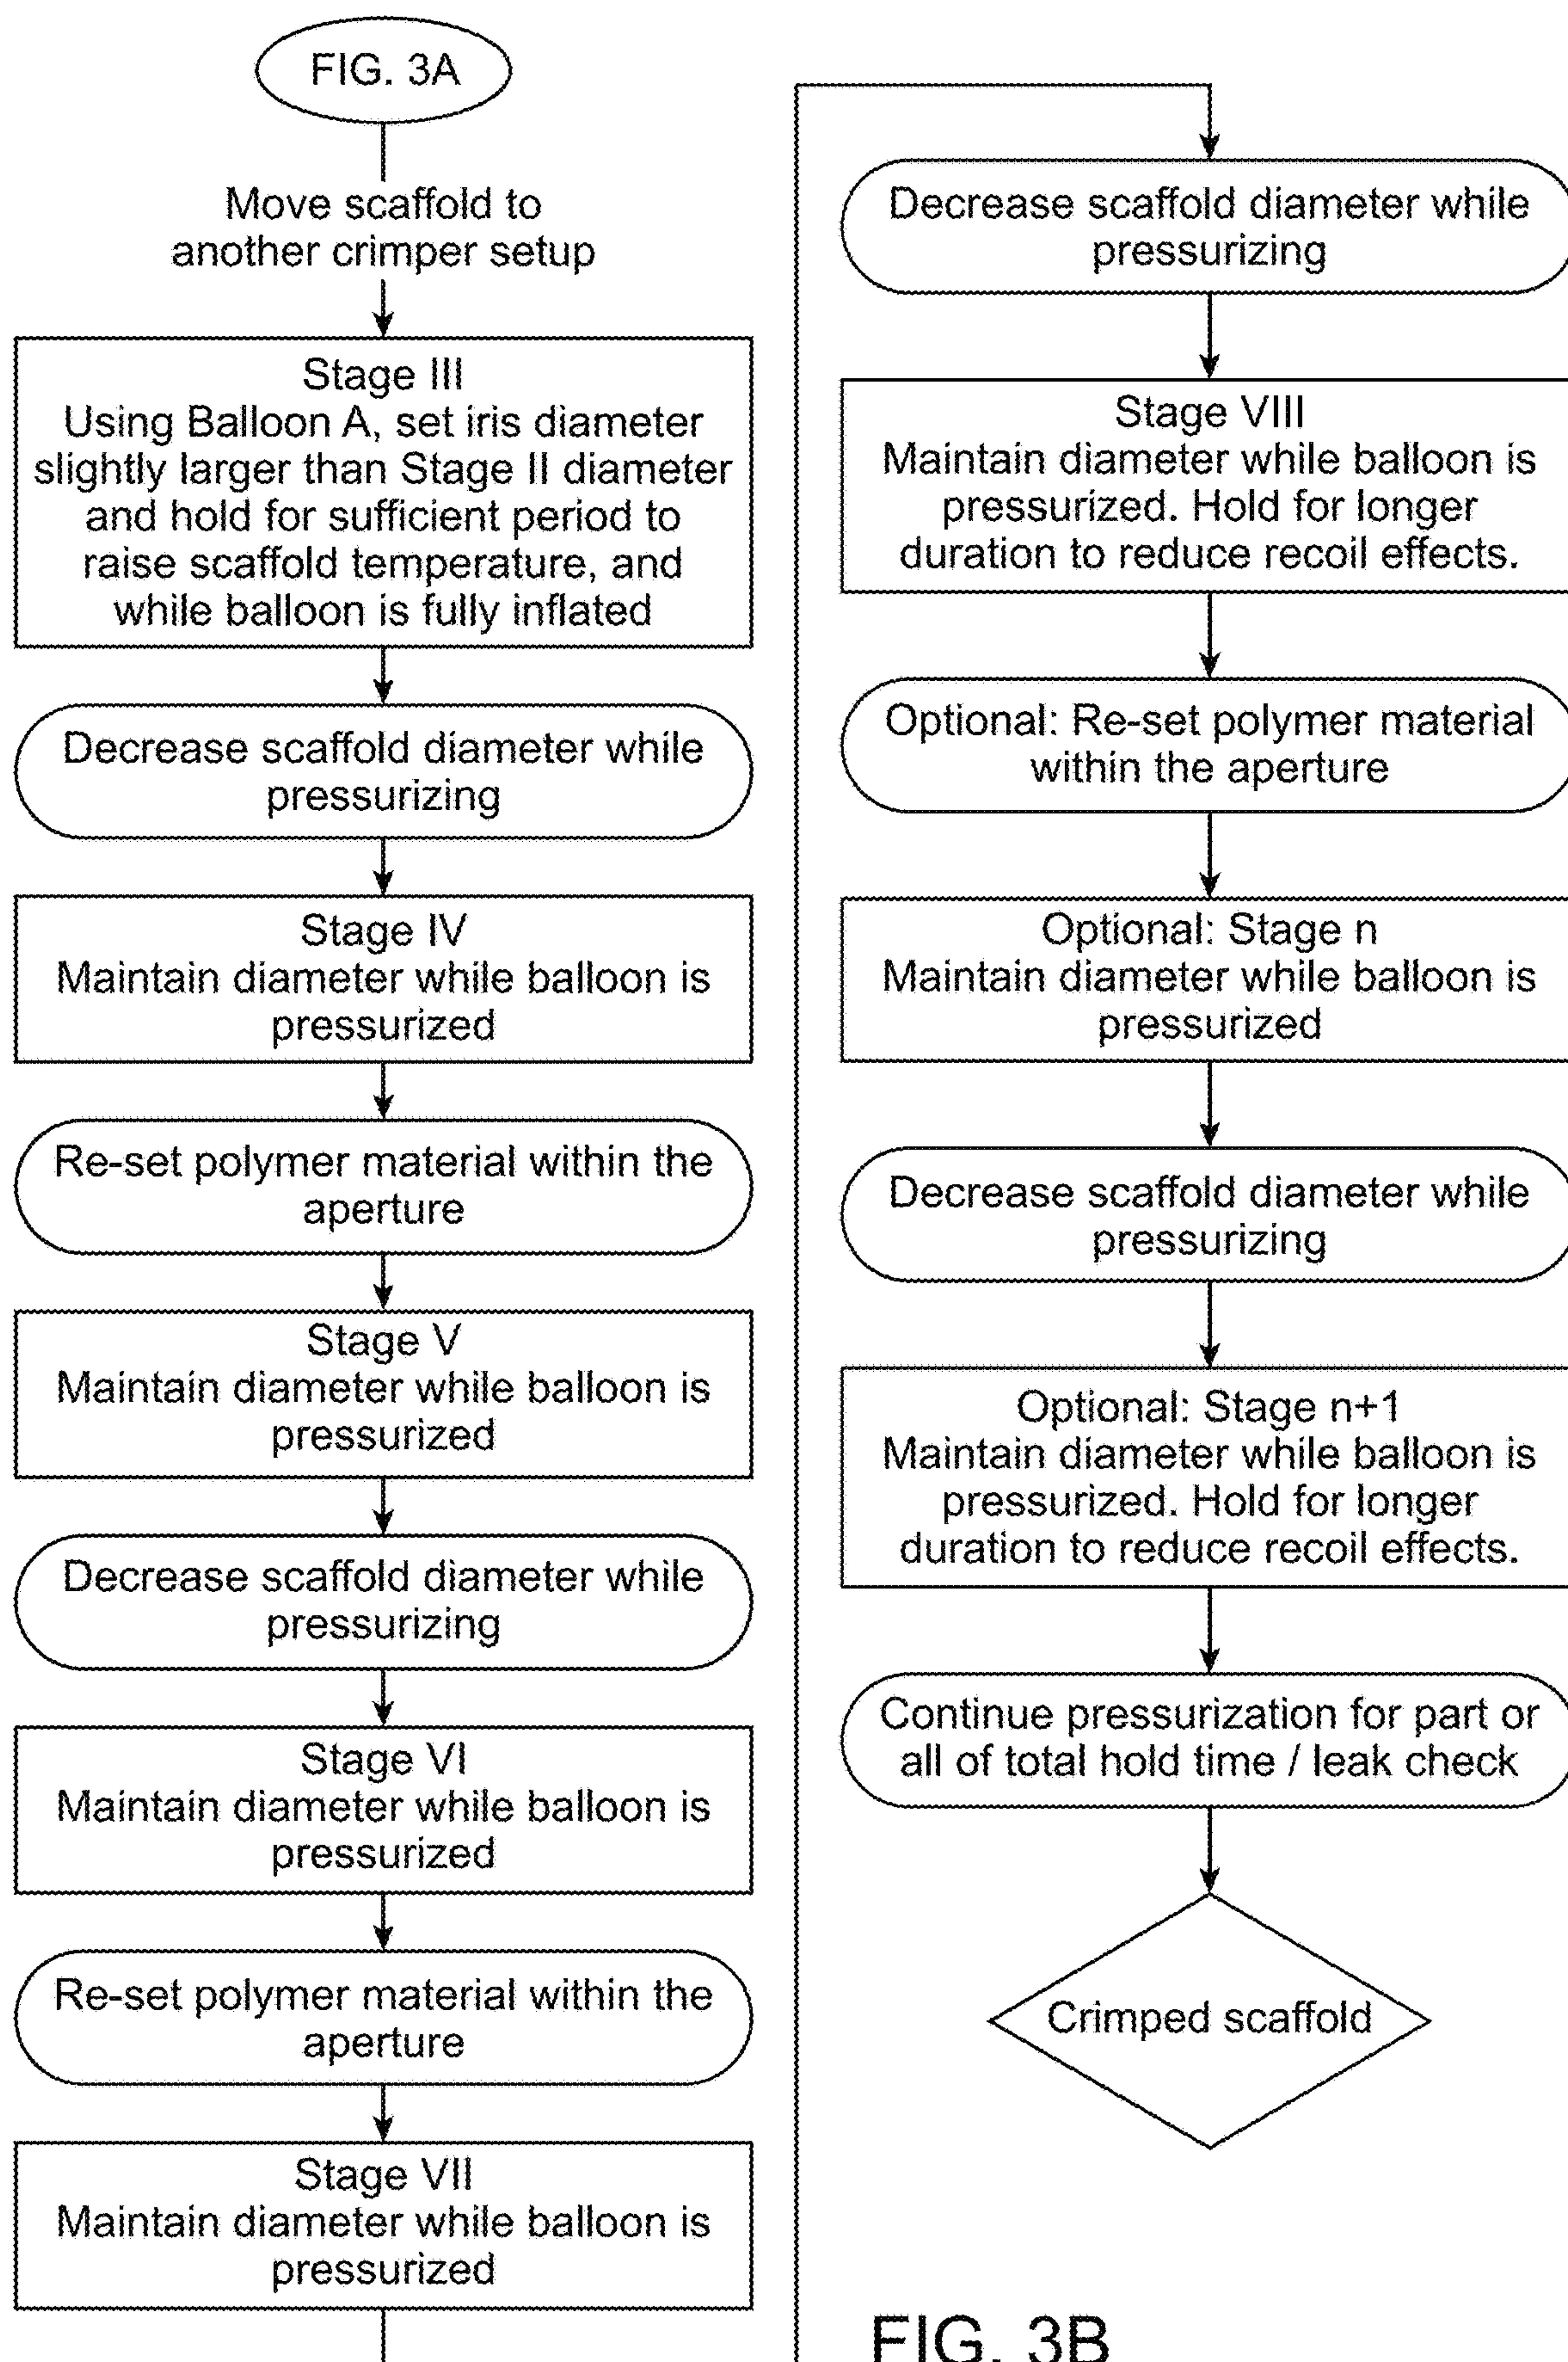 FIG. 3A
Move scaffold to
another crimper setup
Stage III
Using Balloon A, set iris diameter
slightly larger than Stage II diameter
and hold for sufficient period to
raise scaffold temperature, and
while balloon is fully inflated
Decrease scaffold diameter while
pressurizing
Stage IV
Maintain diameter while balloon is
pressurized
Re-set polymer material within the
aperture
Stage V
Maintain diameter while balloon is
pressurized
Decrease scaffold diameter while
pressurizing
Stage VI
Maintain diameter while balloon is
pressurized
Re-set polymer material within the
aperture
Stage VII
Maintain diameter while balloon is
pressurized
Decrease scaffold diameter while
pressurizing
Stage VIII
Maintain diameter while balloon is
pressurized. Hold for longer
duration to reduce recoil effects.
Optional: Re-set polymer material
within the aperture
Optional: Stage n
Maintain diameter while balloon is
pressurized
Decrease scaffold diameter while
pressurizing
Optional: Stage n+1
Maintain diameter while balloon is
pressurized. Hold for longer
duration to reduce recoil effects.
Continue pressurization for part or
all of total hold time / leak check
Crimped scaffold
FIG. 3B